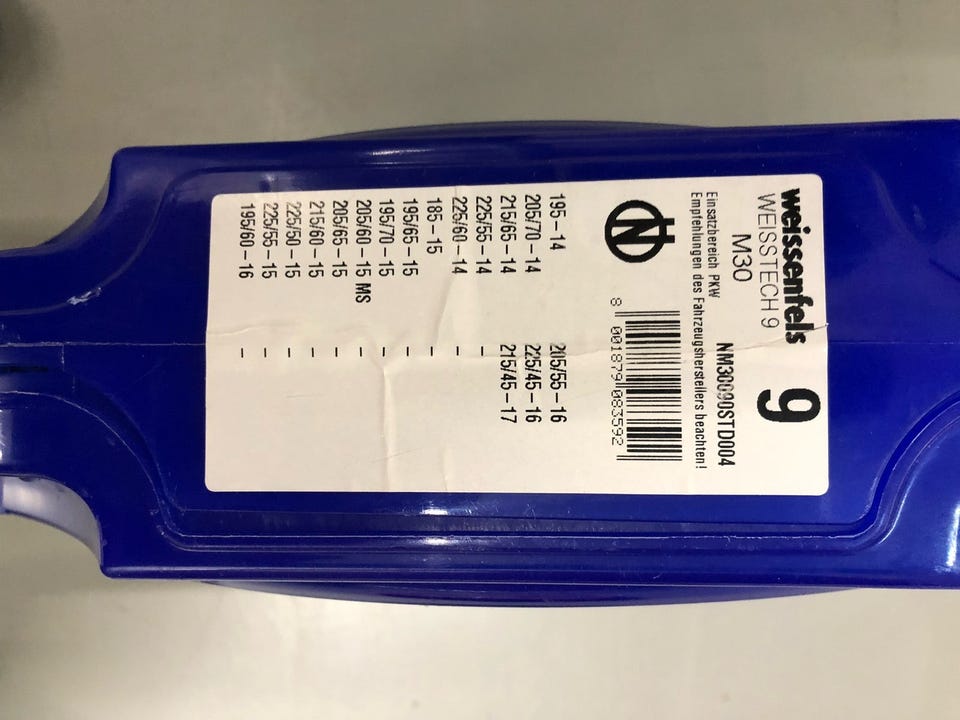 weissenfels
WEISSTECH 9
M30
9
NM30090STD004
Einsatzbereich PKW
Empfehlungen des Fahrzeugherstellers beachten!
8 001879 083592
195 – 14
205/70 – 14
215/65 – 14
225/55 – 14
225/60 – 14
185 – 15
195/65 – 15
195/70 – 15
205/60 – 15 MS
205/65 – 15
215/60 – 15
225/50 – 15
225/55 – 15
195/60 – 16
205/55 – 16
225/45 – 16
215/45 – 17
–
–
–
–
–
–
–
–
–
–
–